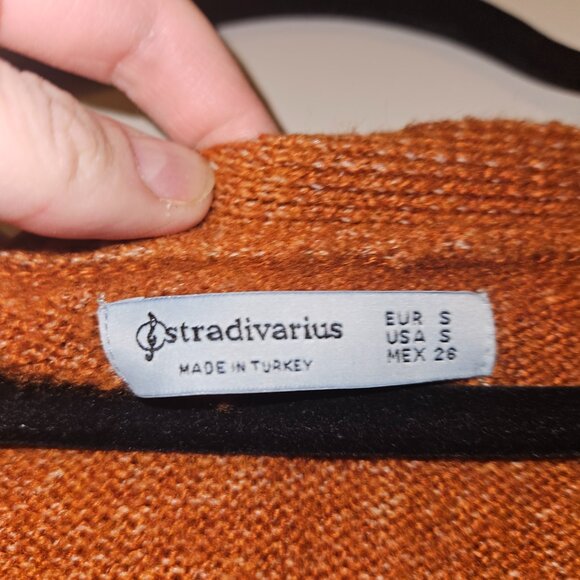 stradivarius
MADE IN TURKEY
EUR S
USA S
MEX 26